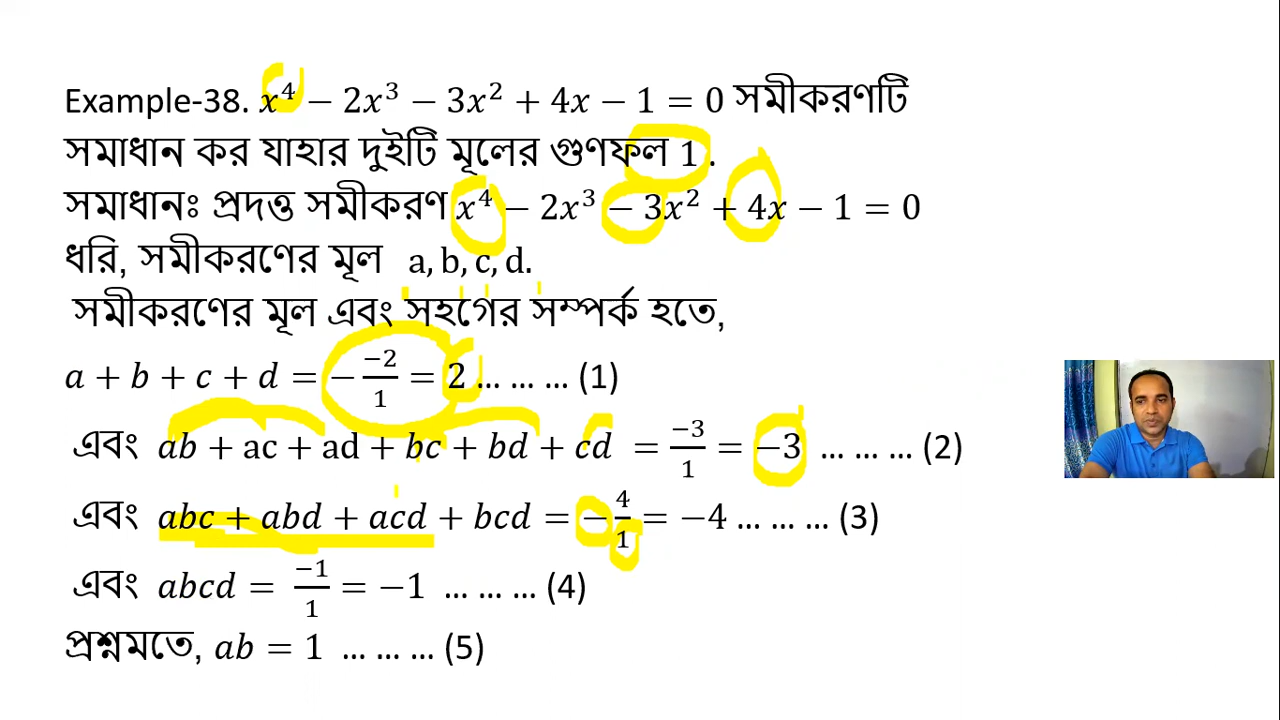 Example-38. x⁴ − 2x³ − 3x² + 4x − 1 = 0 সমীকরণটি
সমাধান কর যাহার দুইটি মূলের গুণফল 1 .
সমাধানঃ প্রদত্ত সমীকরণ x⁴ − 2x³ − 3x² + 4x − 1 = 0
ধরি, সমীকরণের মূল a, b, c, d.
সমীকরণের মূল এবং সহগের সম্পর্ক হতে,
a + b + c + d = − −2/1 = 2 … … … (1)
এবং ab + ac + ad + bc + bd + cd = −3/1 = −3 … … … (2)
এবং abc + abd + acd + bcd = − 4/1 = −4 … … … (3)
এবং abcd = −1/1 = −1 … … … (4)
প্রশ্নমতে, ab = 1 … … … (5)